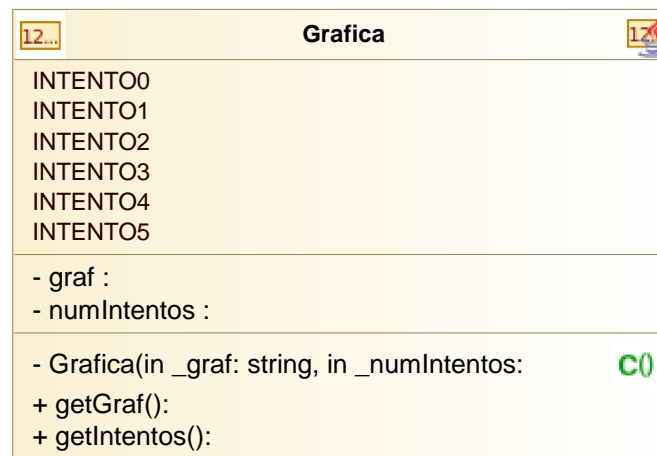 12...
Grafica
12
INTENTO0
INTENTO1
INTENTO2
INTENTO3
INTENTO4
INTENTO5
- graf :
- numIntentos :
- Grafica(in _graf: string, in _numIntentos:
C()
+ getGraf():
+ getIntentos():